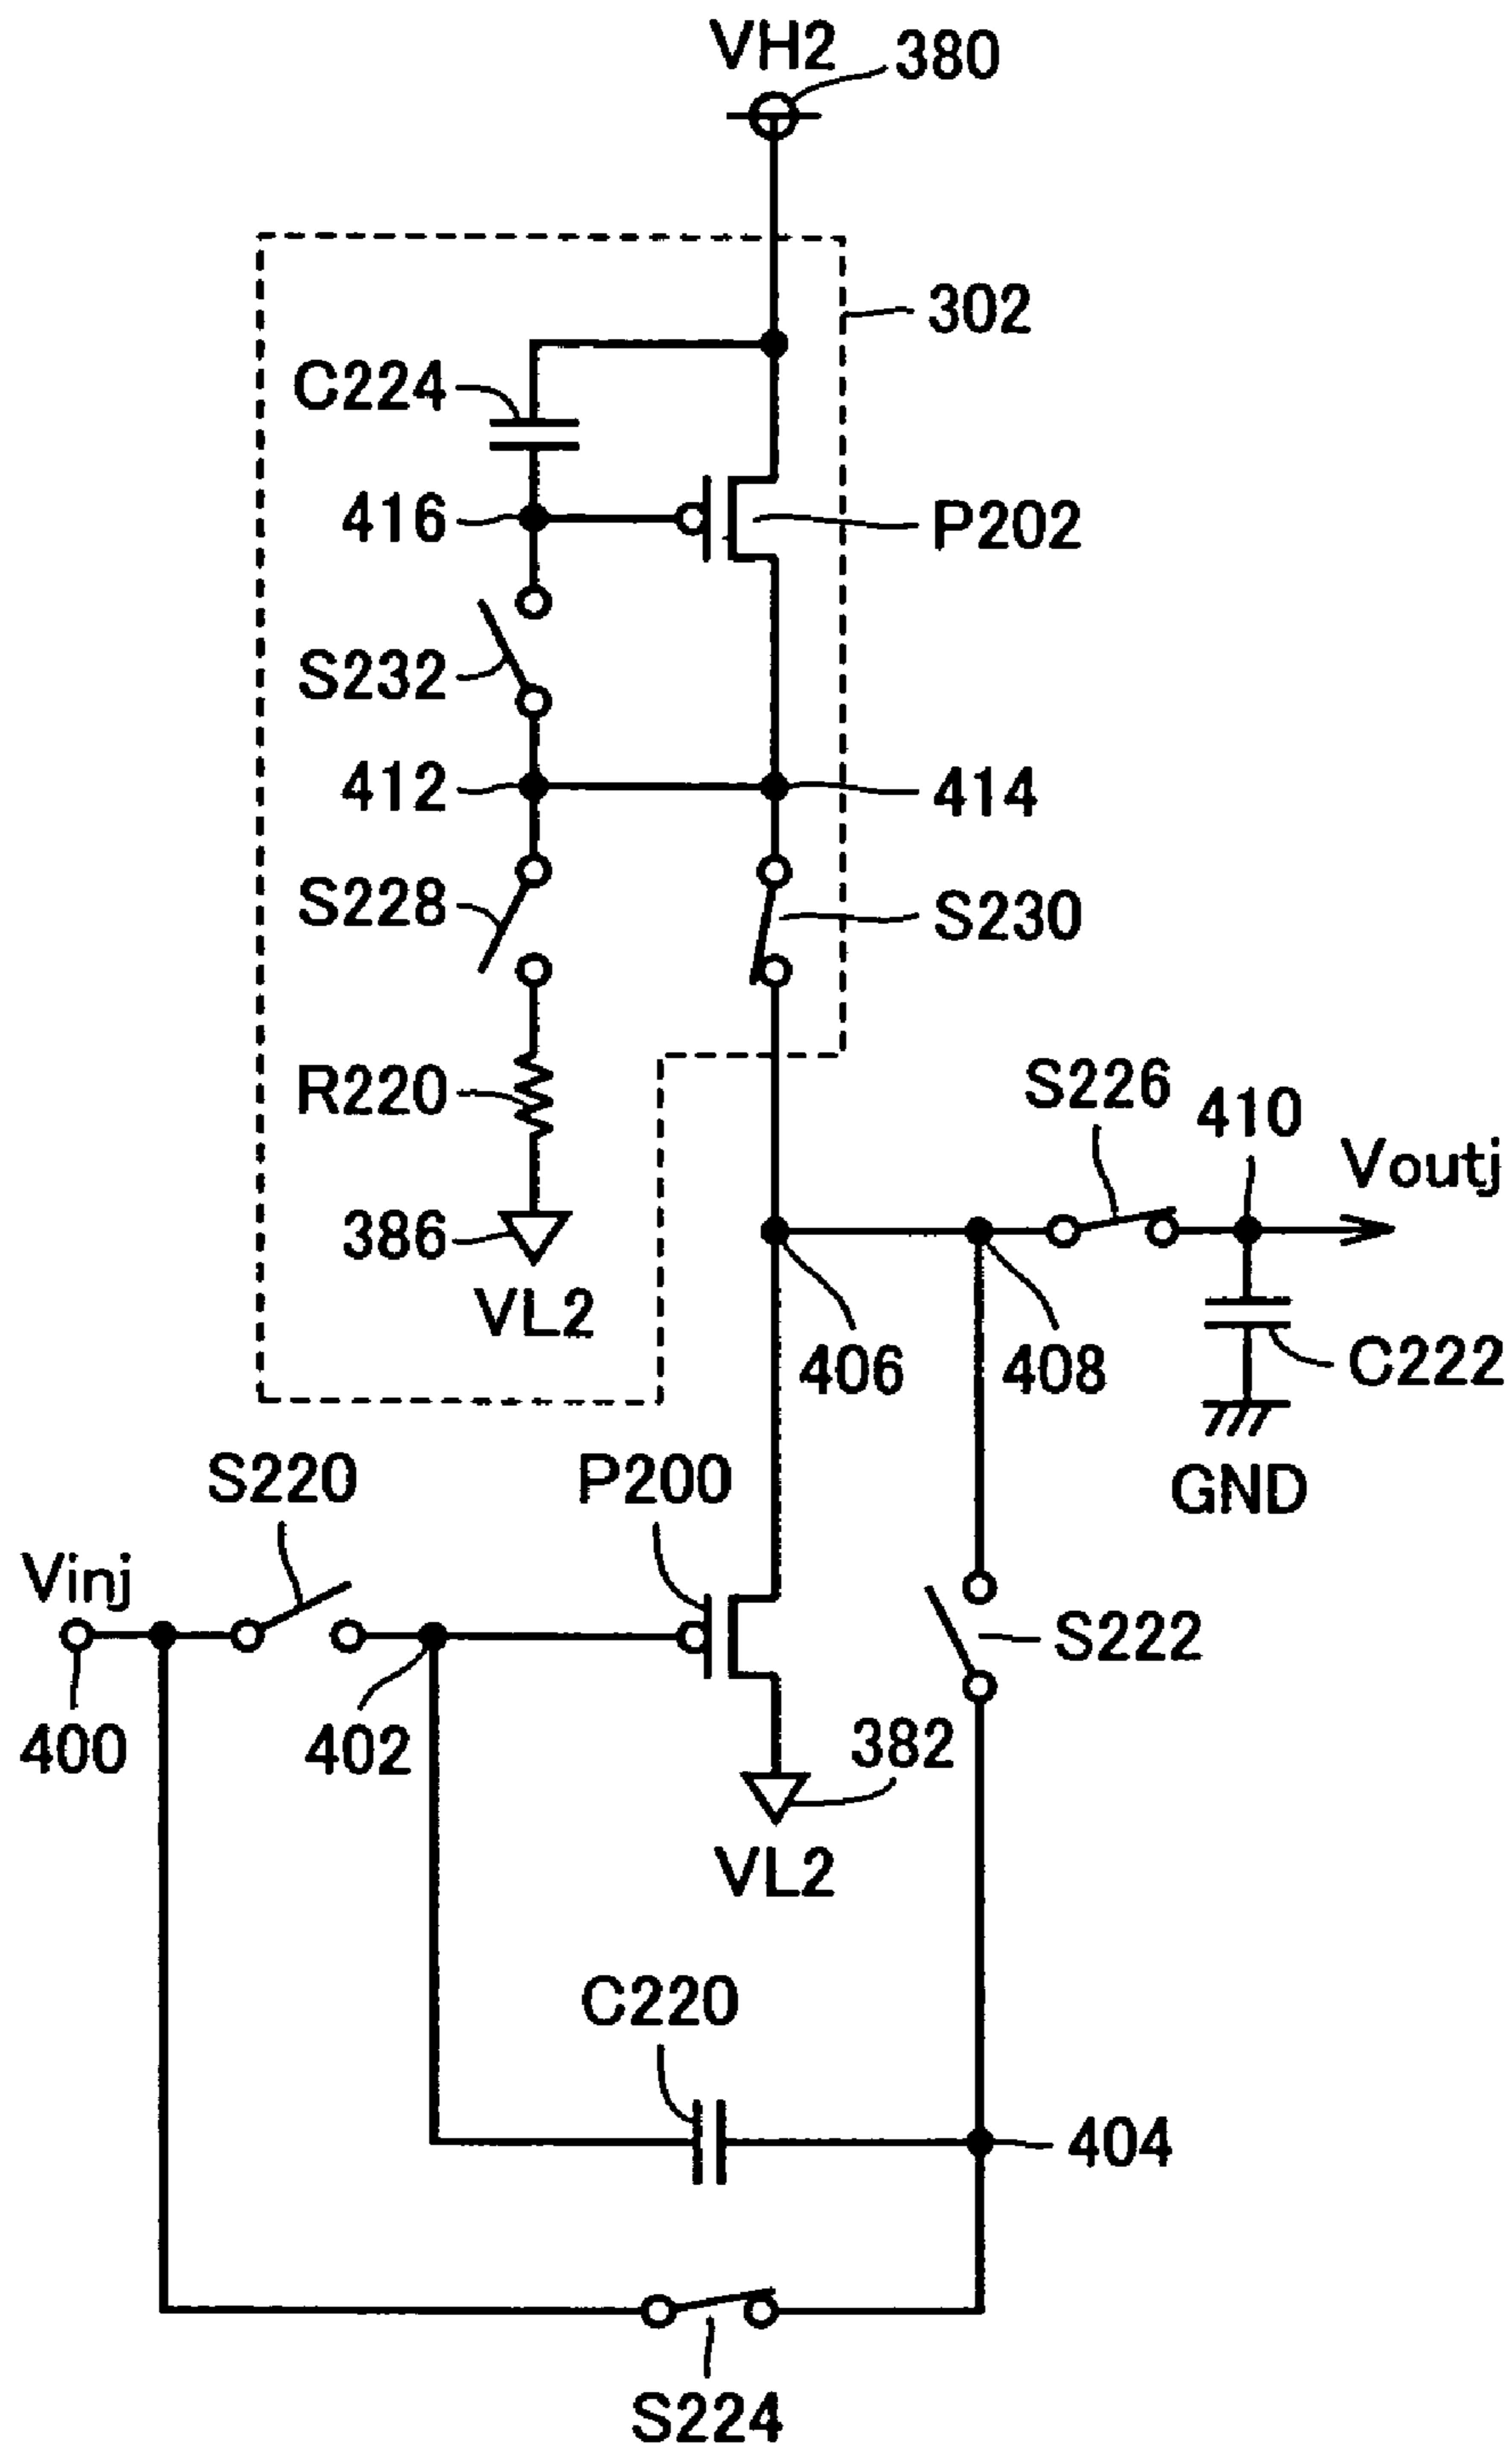 VH2
380
302
C224
416
P202
S232
412
414
S228
S230
R220
S226
410
Voutj
386
VL2
406
408
C222
GND
S220
P200
Vinj
S222
400
402
382
VL2
C220
404
S224